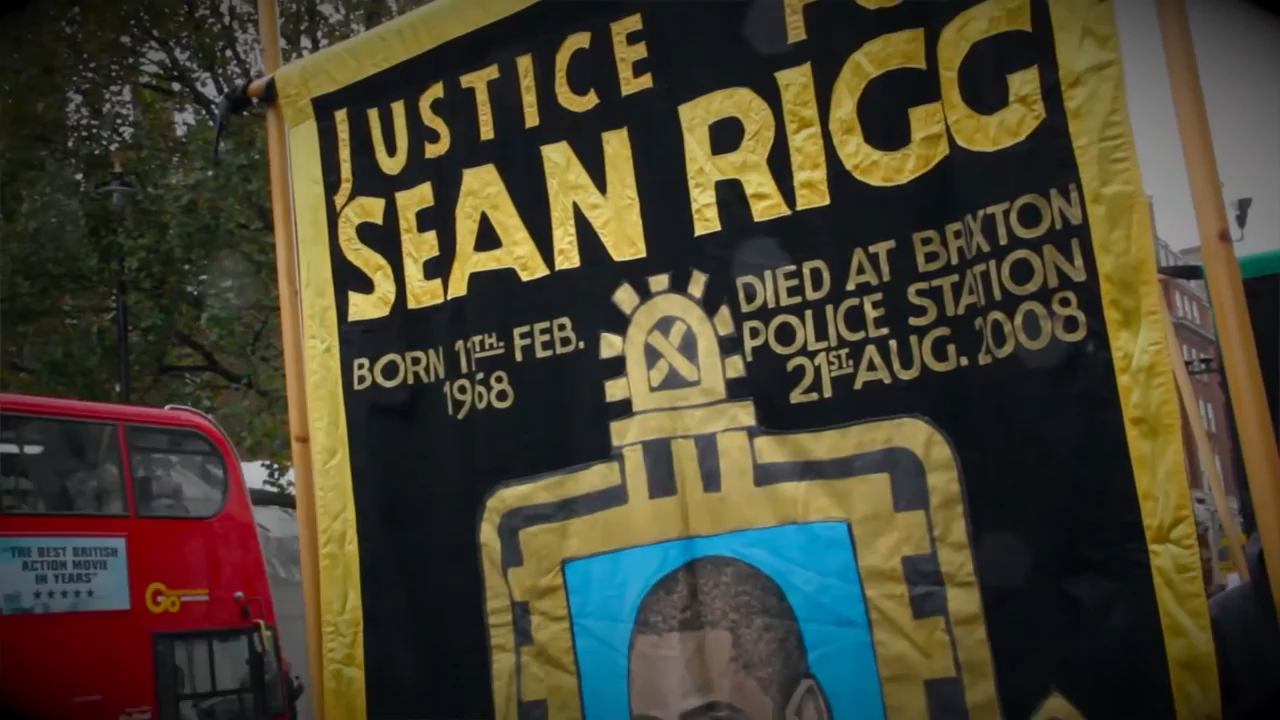 JUSTICE
SEAN RIGG
BORN 11TH. FEB.
1968
DIED AT BRIXTON
POLICE STATION
21ST. AUG. 2008
"THE BEST BRITISH
ACTION MOVIE
IN YEARS"
★★★★★
Go